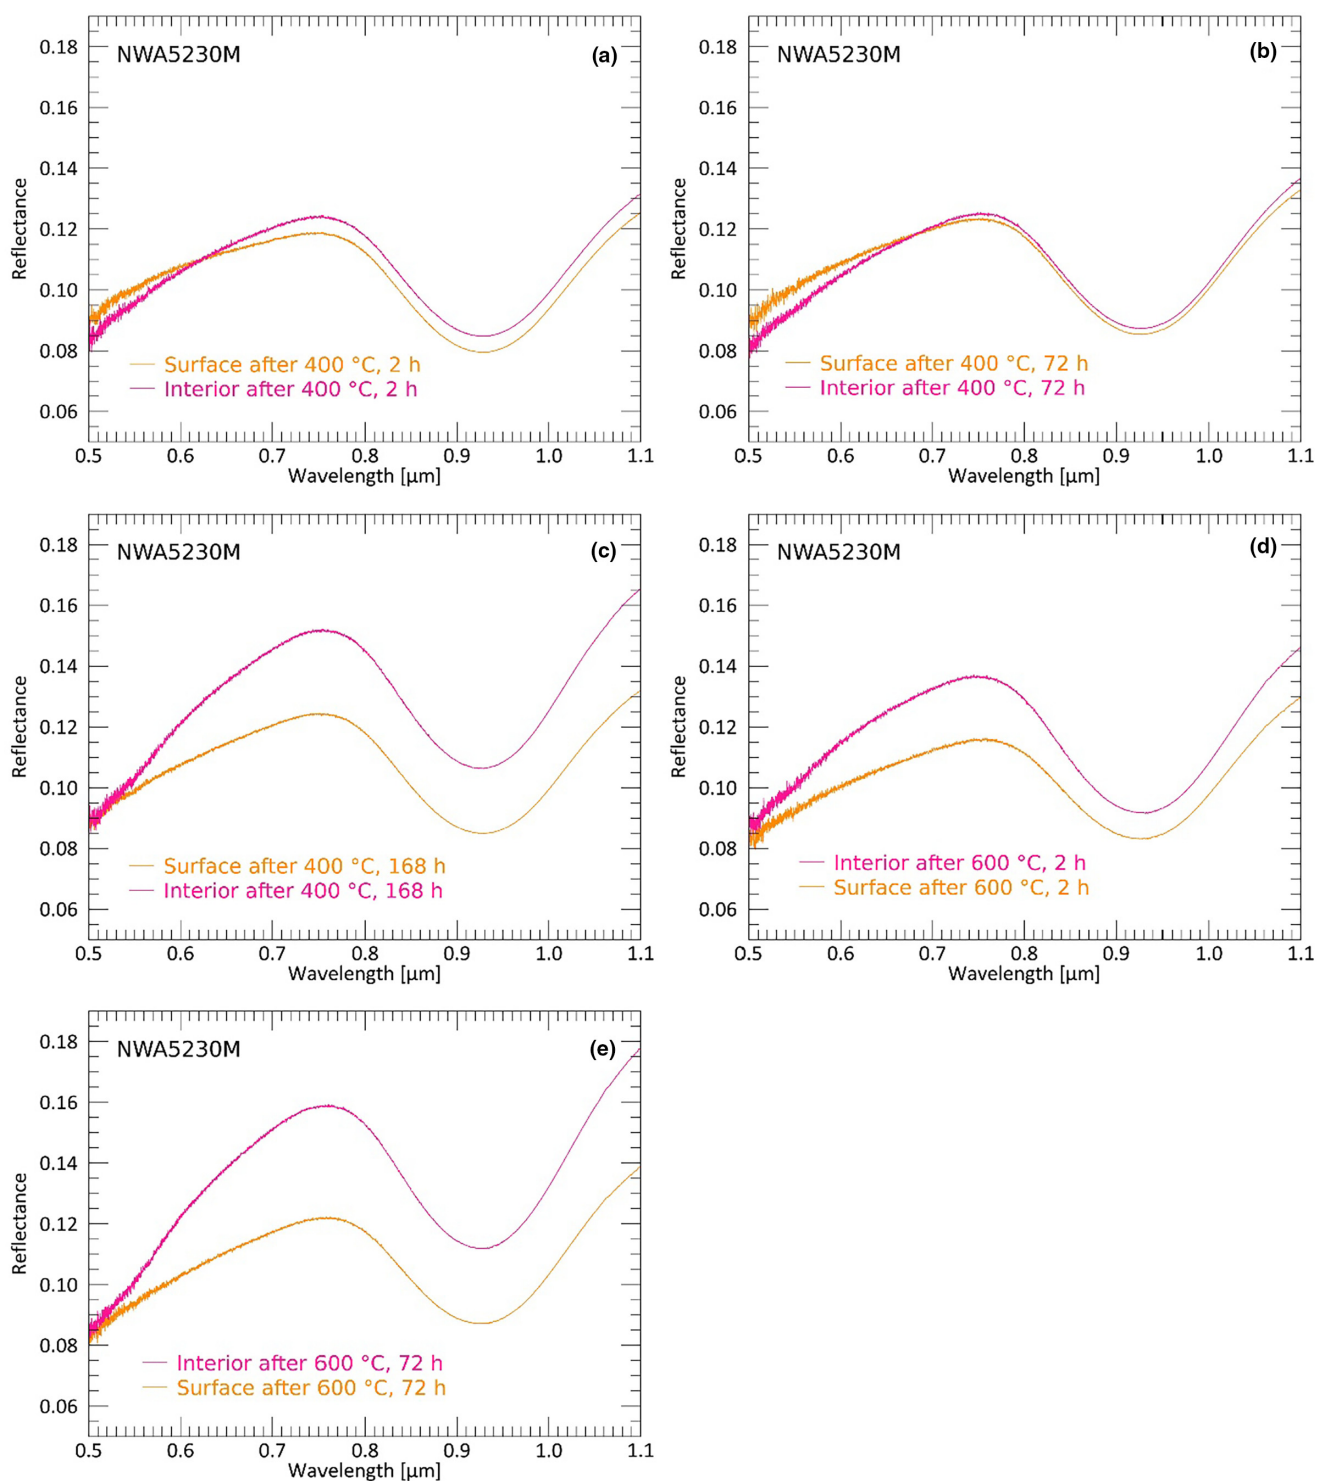 NWA5230M
(a)
0.18
0.16
0.14
0.12
0.10
0.08
0.06
Reflectance
Surface after 400 °C, 2 h
Interior after 400 °C, 2 h
0.5 0.6 0.7 0.8 0.9 1.0 1.1
Wavelength [µm]
NWA5230M
(b)
0.18
0.16
0.14
0.12
0.10
0.08
0.06
Reflectance
Surface after 400 °C, 72 h
Interior after 400 °C, 72 h
0.5 0.6 0.7 0.8 0.9 1.0 1.1
Wavelength [µm]
NWA5230M
(c)
0.18
0.16
0.14
0.12
0.10
0.08
0.06
Reflectance
Surface after 400 °C, 168 h
Interior after 400 °C, 168 h
0.5 0.6 0.7 0.8 0.9 1.0 1.1
Wavelength [µm]
NWA5230M
(d)
0.18
0.16
0.14
0.12
0.10
0.08
0.06
Reflectance
Interior after 600 °C, 2 h
Surface after 600 °C, 2 h
0.5 0.6 0.7 0.8 0.9 1.0 1.1
Wavelength [µm]
NWA5230M
(e)
0.18
0.16
0.14
0.12
0.10
0.08
0.06
Reflectance
Interior after 600 °C, 72 h
Surface after 600 °C, 72 h
0.5 0.6 0.7 0.8 0.9 1.0 1.1
Wavelength [µm]